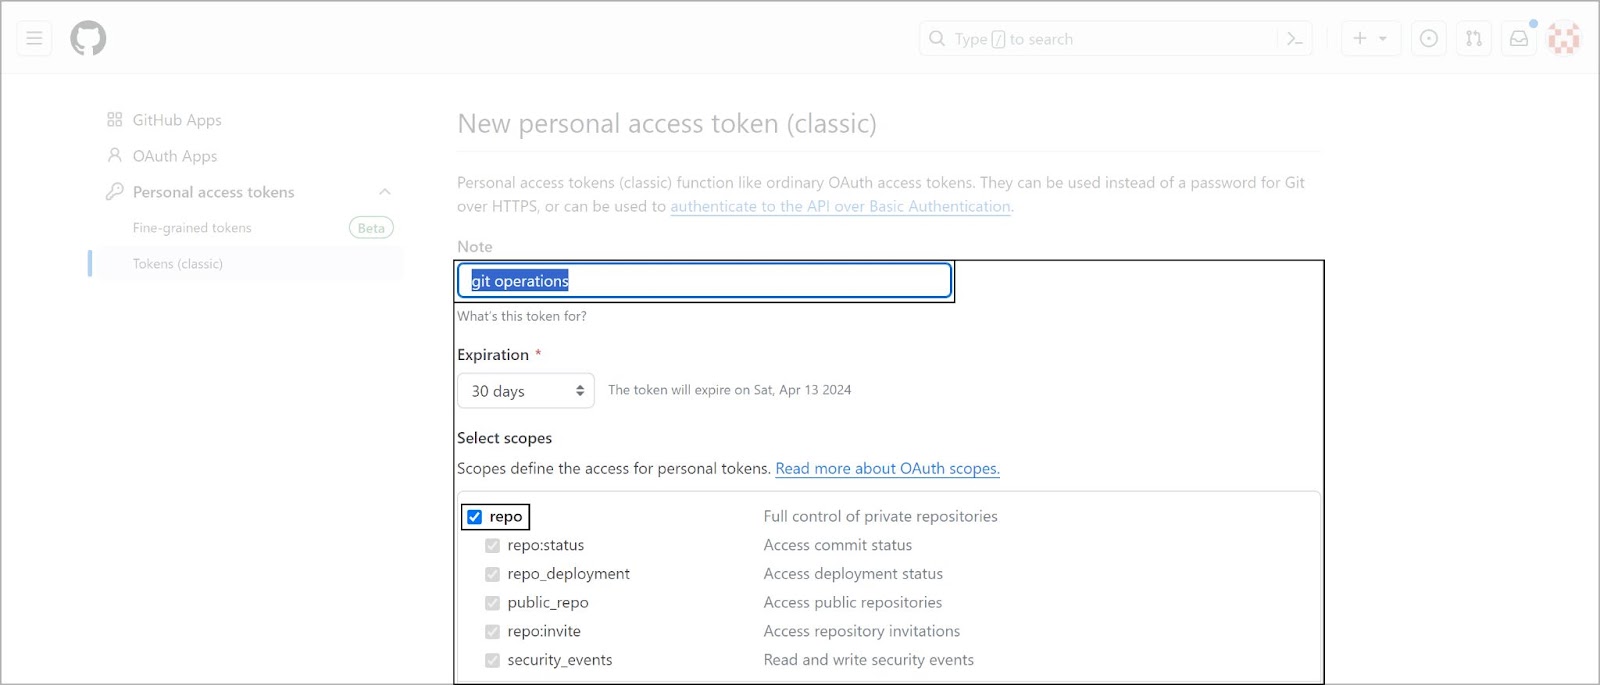 Type / to search
GitHub Apps
OAuth Apps
Personal access tokens
Fine-grained tokens Beta
Tokens (classic)
New personal access token (classic)
Personal access tokens (classic) function like ordinary OAuth access tokens. They can be used instead of a password for Git
over HTTPS, or can be used to authenticate to the API over Basic Authentication.
Note
git operations
What's this token for?
Expiration *
30 days The token will expire on Sat, Apr 13 2024
Select scopes
Scopes define the access for personal tokens. Read more about OAuth scopes.
repo Full control of private repositories
repo:status Access commit status
repo_deployment Access deployment status
public_repo Access public repositories
repo:invite Access repository invitations
security_events Read and write security events